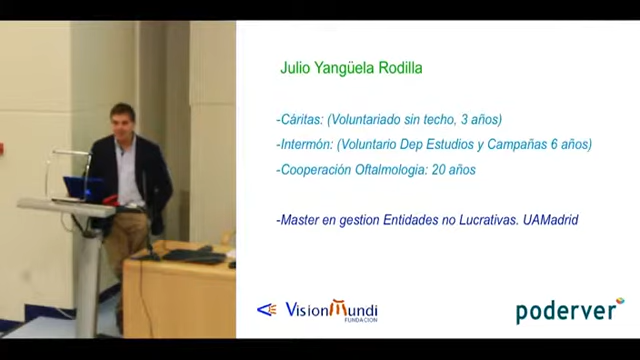 Julio Yangüela Rodilla
-Cáritas: (Voluntariado sin techo, 3 años)
-Intermón: (Voluntario Dep Estudios y Campañas 6 años)
-Cooperación Oftalmologia: 20 años
-Master en gestion Entidades no Lucrativas. UAMadrid
VisionMundi
FUNDACION
poderver